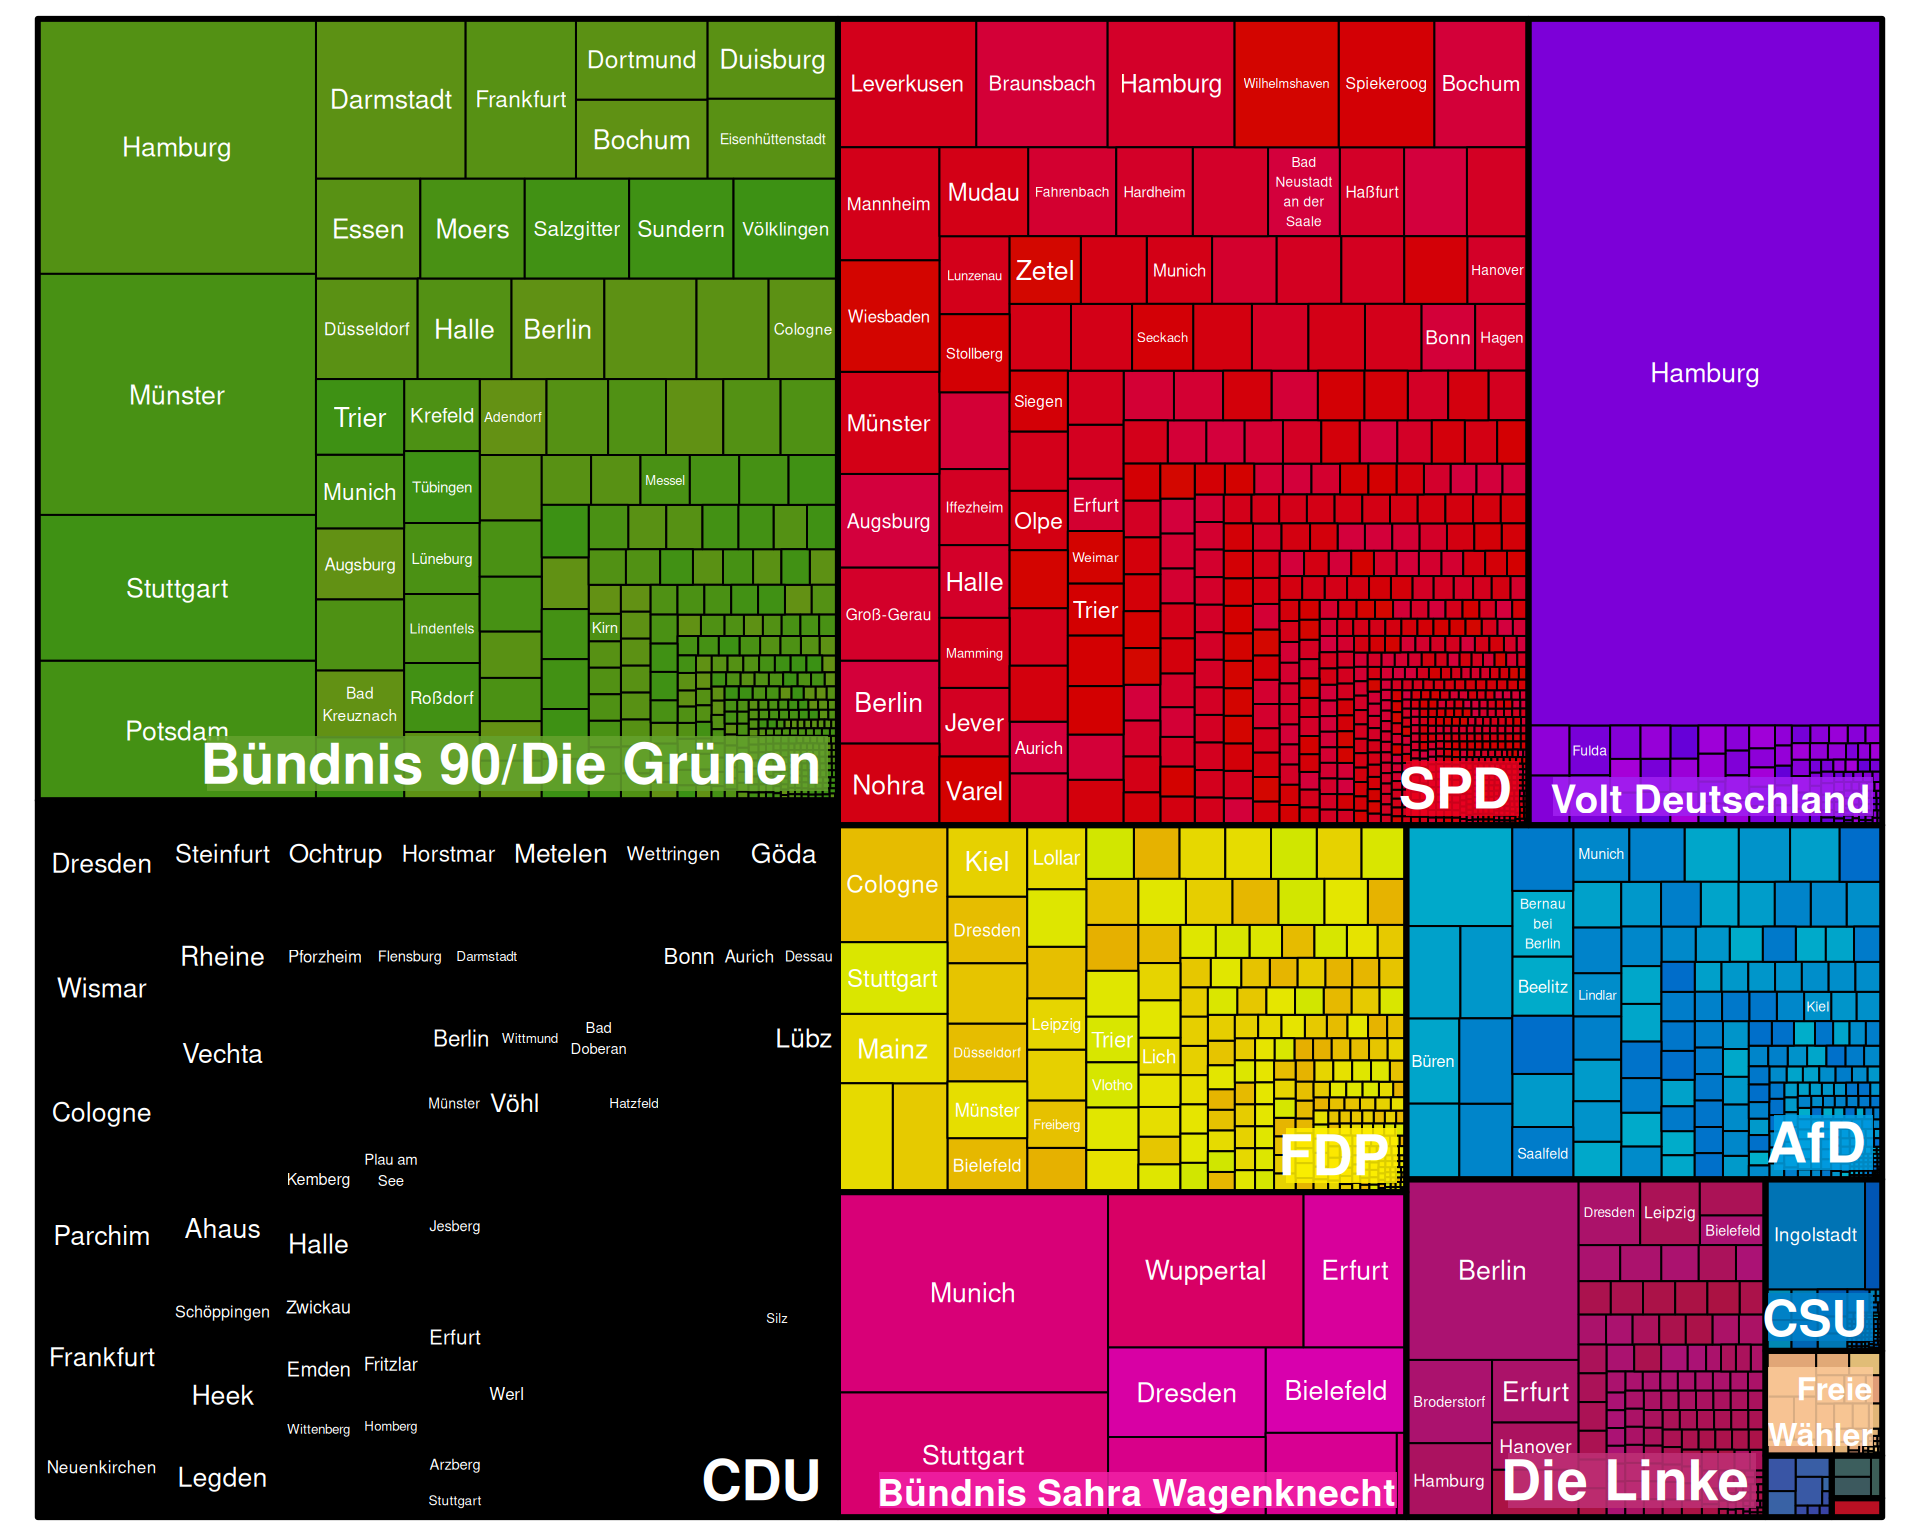 Hamburg
Münster
Stuttgart
Potsdam
Darmstadt
Frankfurt
Dortmund
Duisburg
Bochum
Eisenhüttenstadt
Essen
Moers
Salzgitter
Sundern
Völklingen
Düsseldorf
Halle
Berlin
Cologne
Trier
Krefeld
Adendorf
Munich
Tübingen
Messel
Augsburg
Lüneburg
Lindenfels
Kirn
Bad
Kreuznach
Roßdorf
Bündnis 90/Die Grünen
Leverkusen
Braunsbach
Hamburg
Wilhelmshaven
Spiekeroog
Bochum
Mannheim
Mudau
Fahrenbach
Hardheim
Bad
Neustadt
an der
Saale
Haßfurt
Lunzenau
Zetel
Munich
Hanover
Wiesbaden
Stollberg
Seckach
Bonn
Hagen
Münster
Siegen
Augsburg
Iffezheim
Olpe
Erfurt
Weimar
Halle
Trier
Groß-Gerau
Mamming
Berlin
Jever
Aurich
Nohra
Varel
SPD
Hamburg
Fulda
Volt Deutschland
Dresden
Steinfurt
Ochtrup
Horstmar
Metelen
Wettringen
Göda
Rheine
Pforzheim
Flensburg
Darmstadt
Bonn
Aurich
Dessau
Wismar
Vechta
Berlin
Wittmund
Bad
Doberan
Lübz
Cologne
Münster
Vöhl
Hatzfeld
Kemberg
Plau am
See
Parchim
Ahaus
Halle
Jesberg
Schöppingen
Zwickau
Silz
Frankfurt
Erfurt
Emden
Fritzlar
Heek
Werl
Wittenberg
Homberg
Neuenkirchen
Legden
Arzberg
Stuttgart
CDU
Cologne
Kiel
Lollar
Dresden
Stuttgart
Mainz
Leipzig
Düsseldorf
Trier
Lich
Vlotho
Münster
Freiberg
Bielefeld
FDP
Munich
Bernau
bei
Berlin
Beelitz
Lindlar
Kiel
Büren
Saalfeld
AfD
Munich
Wuppertal
Erfurt
Dresden
Bielefeld
Stuttgart
Bündnis Sahra Wagenknecht
Berlin
Dresden
Leipzig
Bielefeld
Broderstorf
Erfurt
Hanover
Hamburg
Die Linke
Ingolstadt
CSU
Freie
Wähler